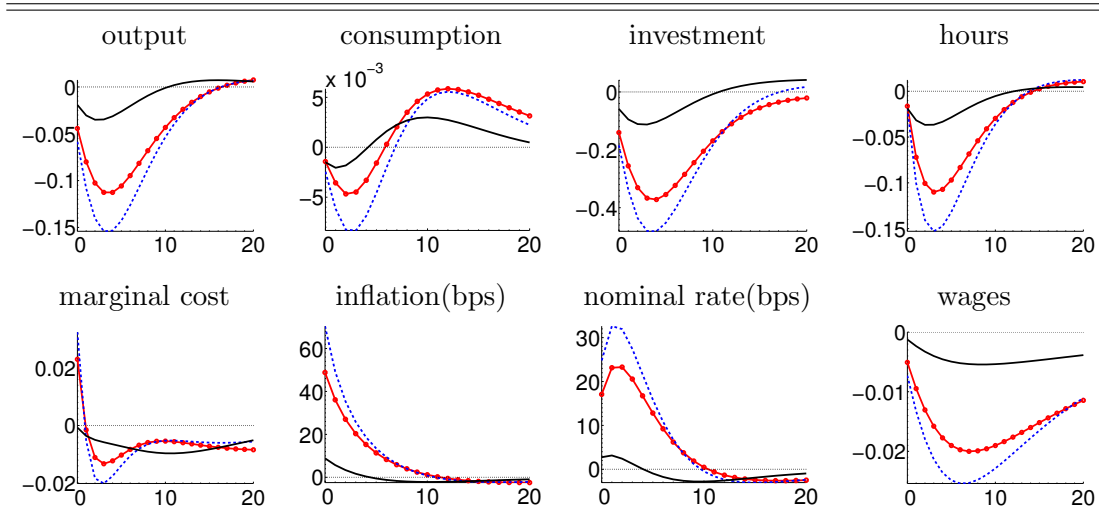 output consumption investment hours
x 10⁻³
0 −0.05 −0.1 −0.15
0 10 20
5 0 −5
0 10 20
0 −0.2 −0.4
0 10 20
0 −0.05 −0.1 −0.15
0 10 20
marginal cost inflation(bps) nominal rate(bps) wages
0.02 0 −0.02
0 10 20
60 40 20 0
0 10 20
30 20 10 0
0 10 20
0 −0.01 −0.02
0 10 20